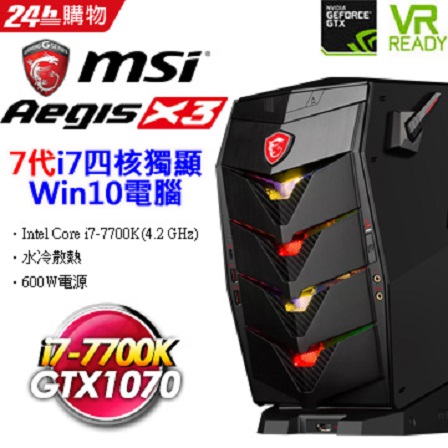 24h購物
msi
NVIDIA
GEFORCE
GTX
VR
READY
Aegis X3
7代i7四核獨顯
Win10電腦
·Intel Core i7-7700K(4.2 GHz)
·水冷散熱
·600W電源
i7-7700K
GTX1070